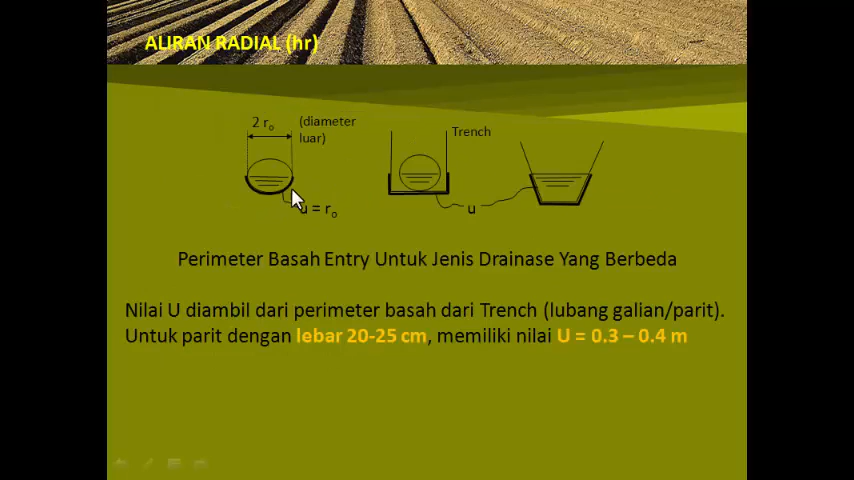 ALIRAN RADIAL (hr)
2 ro
(diameter
luar)
Trench
u = ro
u
Perimeter Basah Entry Untuk Jenis Drainase Yang Berbeda
Nilai U diambil dari perimeter basah dari Trench (lubang galian/parit).
Untuk parit dengan lebar 20-25 cm, memiliki nilai U = 0.3 – 0.4 m